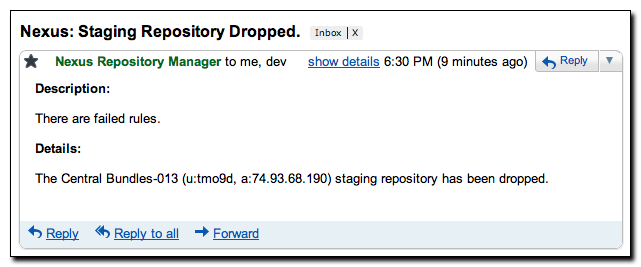 Nexus: Staging Repository Dropped. Inbox | X
Nexus Repository Manager to me, dev show details 6:30 PM (9 minutes ago) Reply
Description:
There are failed rules.
Details:
The Central Bundles-013 (u:tmo9d, a:74.93.68.190) staging repository has been dropped.
Reply Reply to all Forward